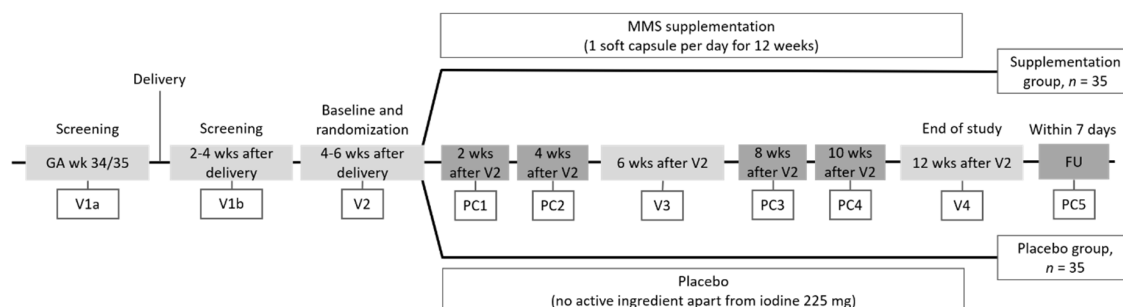 MMS supplementation
(1 soft capsule per day for 12 weeks)
Supplementation
group, n = 35
Delivery
Screening
GA wk 34/35
V1a
Screening
2-4 wks after
delivery
V1b
Baseline and
randomization
4-6 wks after
delivery
V2
2 wks
after V2
PC1
4 wks
after V2
PC2
6 wks after V2
V3
8 wks
after V2
PC3
10 wks
after V2
PC4
End of study
12 wks after V2
V4
Within 7 days
FU
PC5
Placebo group,
n = 35
Placebo
(no active ingredient apart from iodine 225 mg)